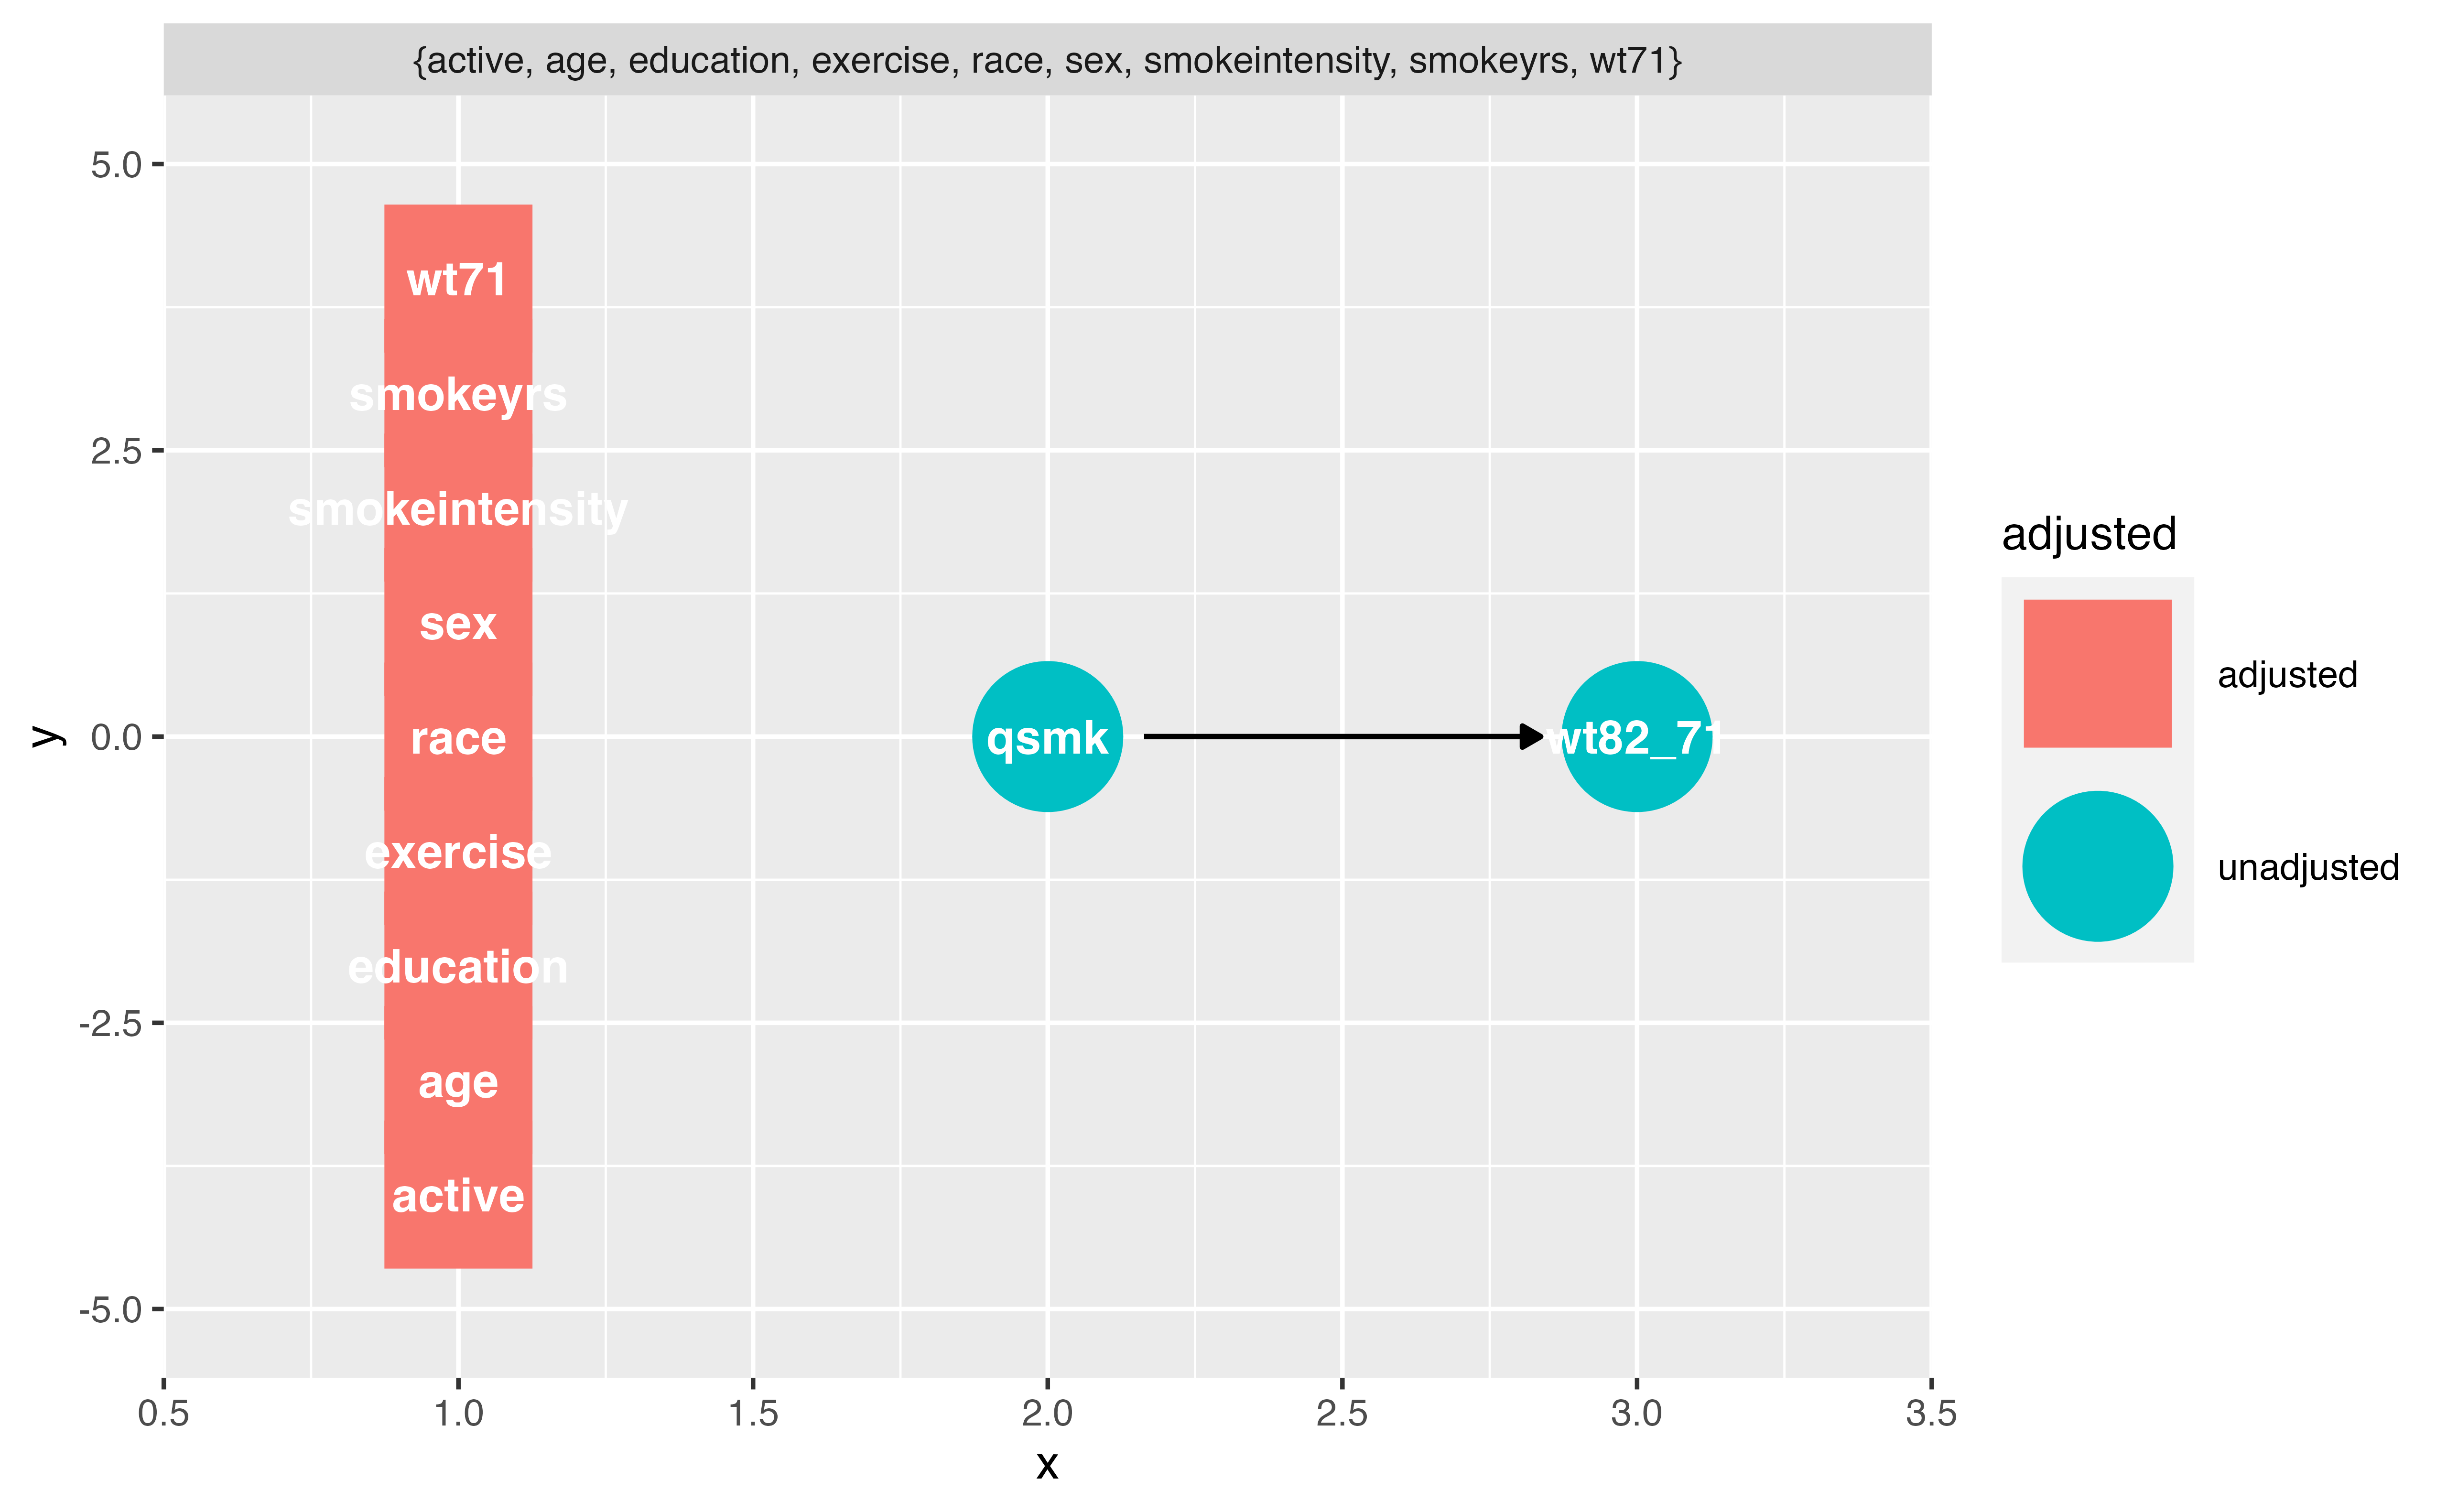 {active, age, education, exercise, race, sex, smokeintensity, smokeyrs, wt71}
5.0
2.5
0.0
-2.5
-5.0
y
wt71
smokeyrs
smokeintensity
sex
race
exercise
education
age
active
qsmk
wt82_71
0.5 1.0 1.5 2.0 2.5 3.0 3.5
x
adjusted
adjusted
unadjusted